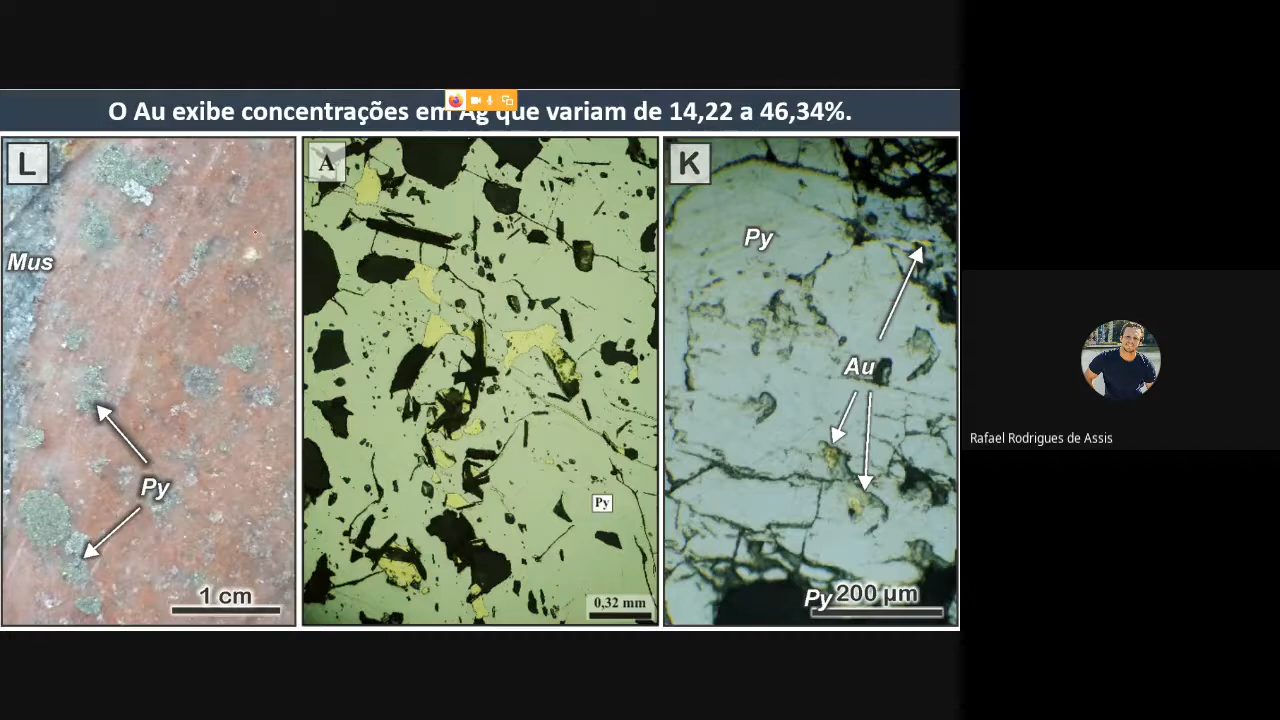 O Au exibe concentrações em Ag que variam de 14,22 a 46,34%.
L
Mus
Py
1 cm
A
Py
0,32 mm
K
Py
Au
Py 200 µm
Rafael Rodrigues de Assis